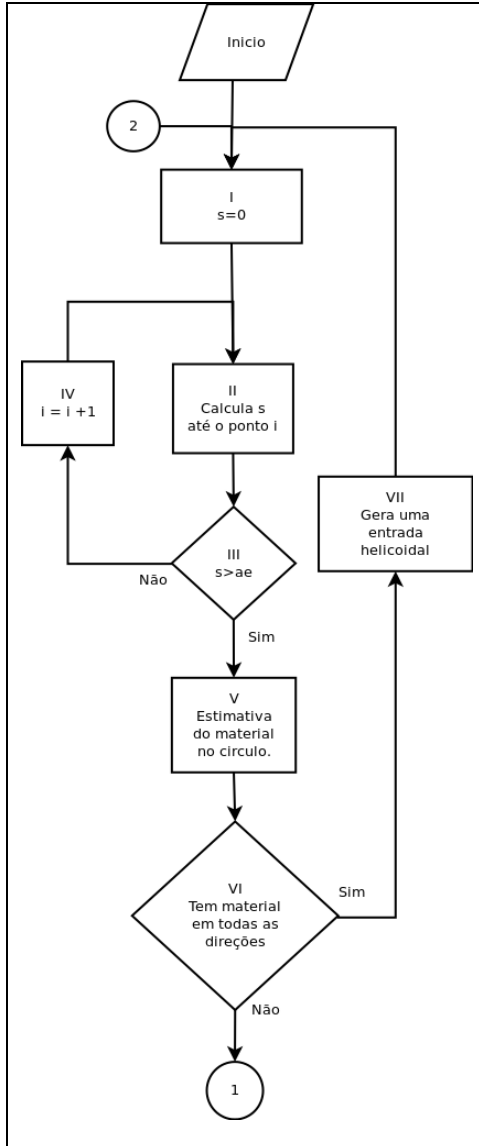 Inicio
2
I
s=0
IV
i = i +1
II
Calcula s
até o ponto i
VII
Gera uma
entrada
helicoidal
III
s>ae
Não
Sim
V
Estimativa
do material
no circulo.
VI
Tem material
em todas as
direções
Sim
Não
1